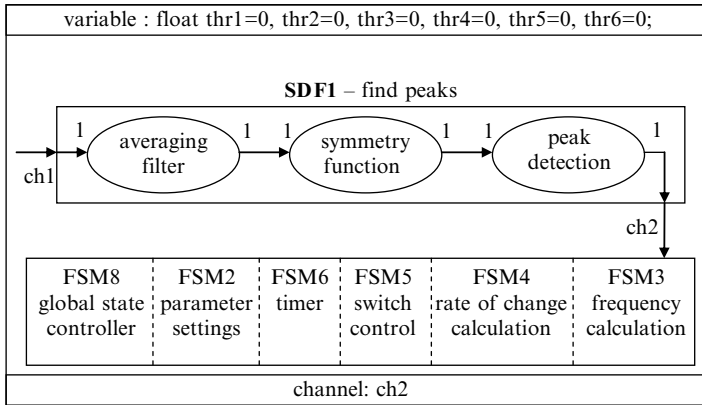 variable : float thr1=0, thr2=0, thr3=0, thr4=0, thr5=0, thr6=0;
SDF1 – find peaks
1 1 1 1 1 1
averaging filter
symmetry function
peak detection
ch1
ch2
FSM8
global state
controller
FSM2
parameter
settings
FSM6
timer
FSM5
switch
control
FSM4
rate of change
calculation
FSM3
frequency
calculation
channel: ch2